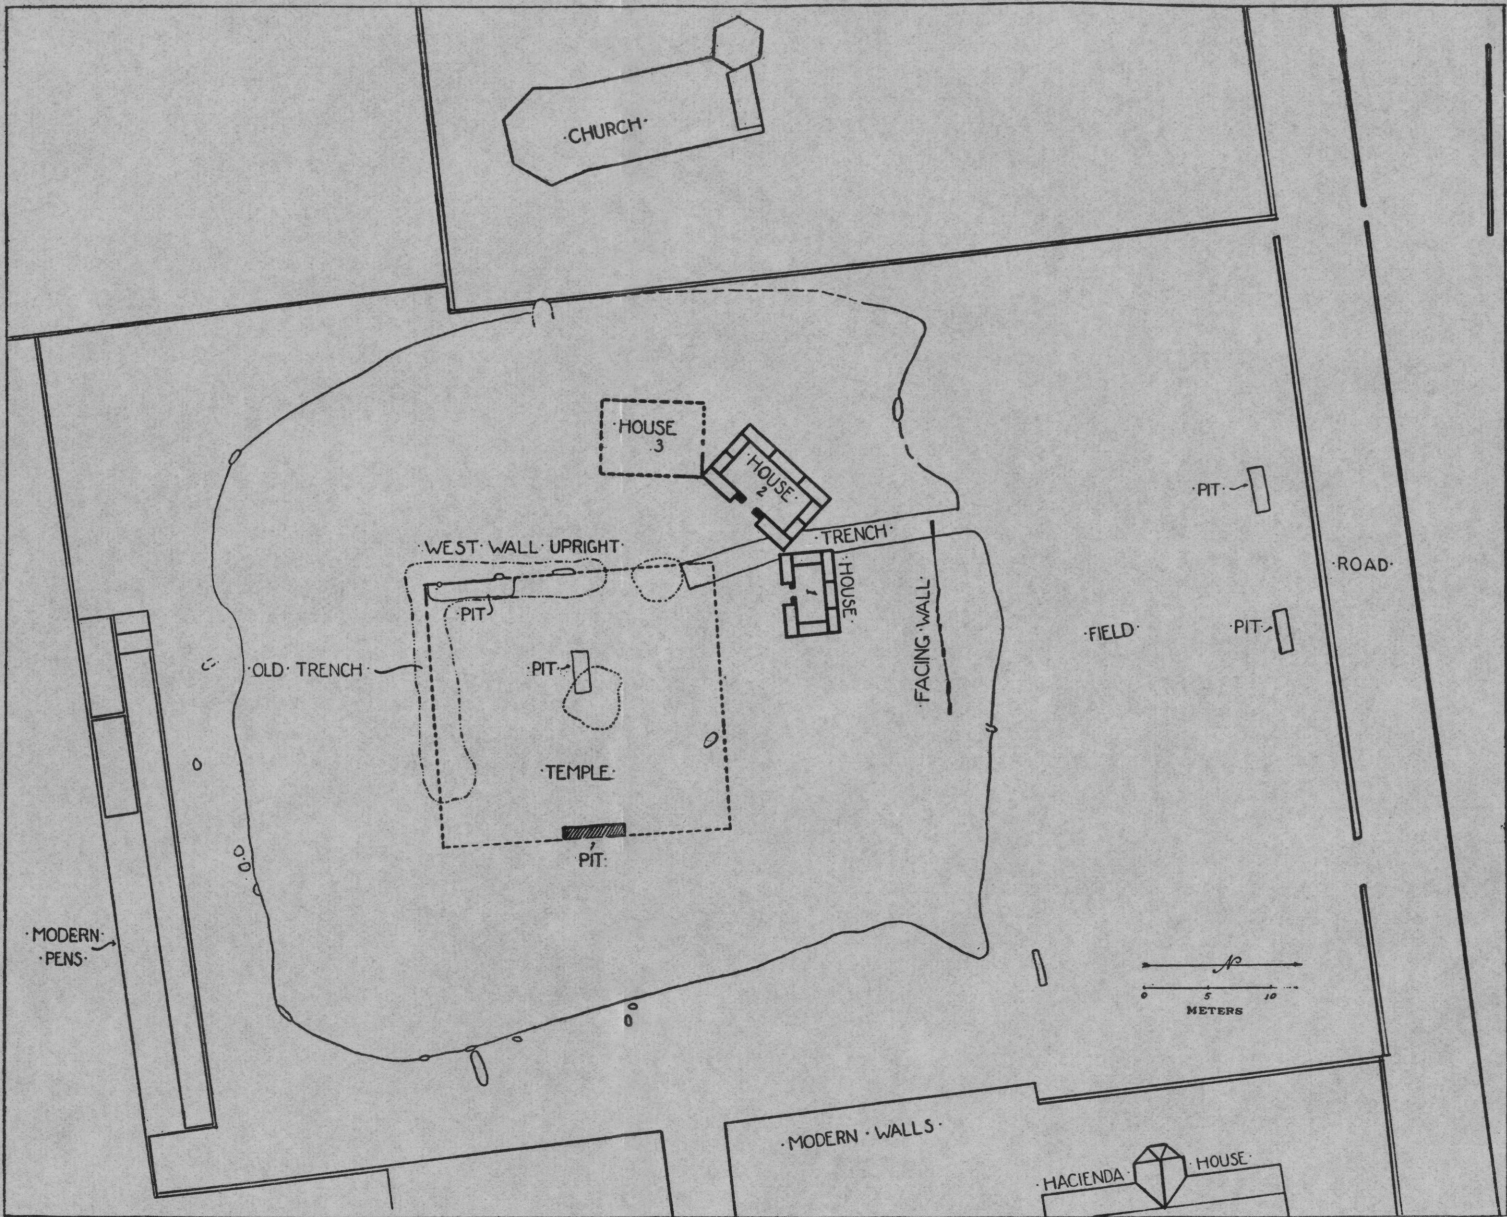 ·CHURCH·
·HOUSE
3
·HOUSE·
2
·TRENCH·
·WEST·WALL·UPRIGHT·
·HOUSE·
1
·PIT
·PIT·
·OLD·TRENCH·
·PIT·
·FACING·WALL·
·FIELD·
·PIT·
·ROAD·
·TEMPLE·
·PIT·
·MODERN·
·PENS·
N
0 5 10
METERS
·MODERN·WALLS·
·HACIENDA· ·HOUSE·